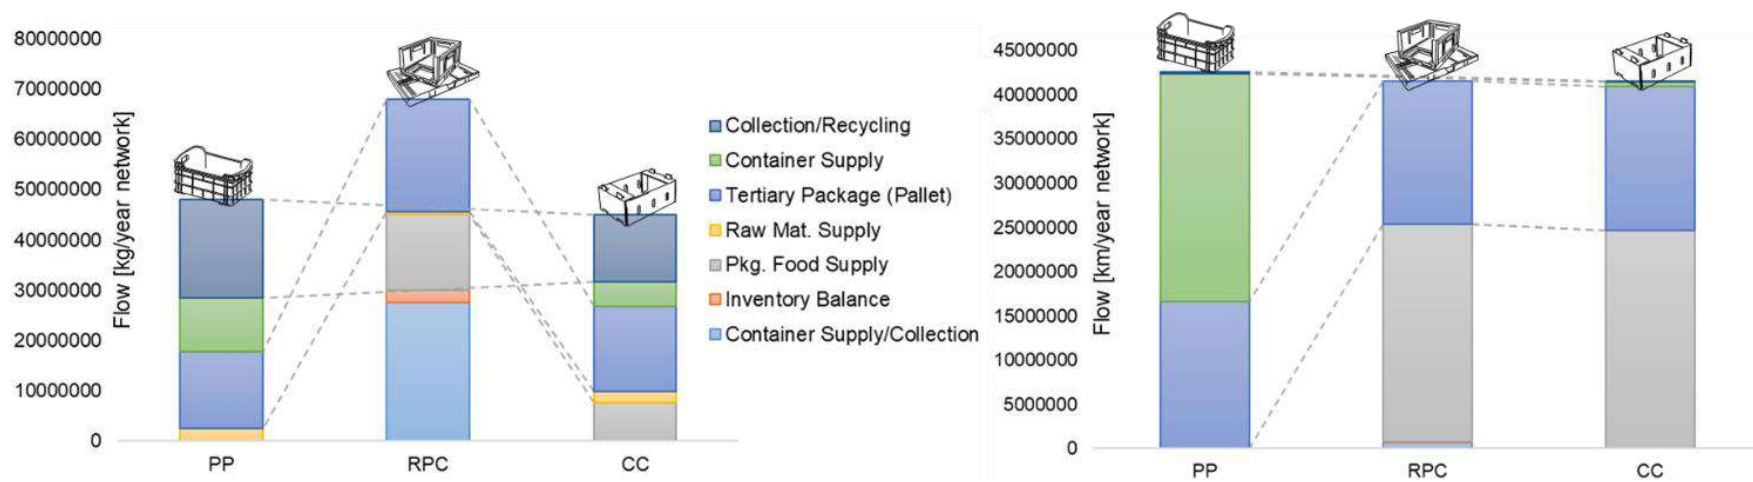 80000000
70000000
60000000
50000000
40000000
30000000
20000000
10000000
0
Flow [kg/year network]
PP
RPC
CC
Collection/Recycling
Container Supply
Tertiary Package (Pallet)
Raw Mat. Supply
Pkg. Food Supply
Inventory Balance
Container Supply/Collection
45000000
40000000
35000000
30000000
25000000
20000000
15000000
10000000
5000000
0
Flow [km/year network]
PP
RPC
CC